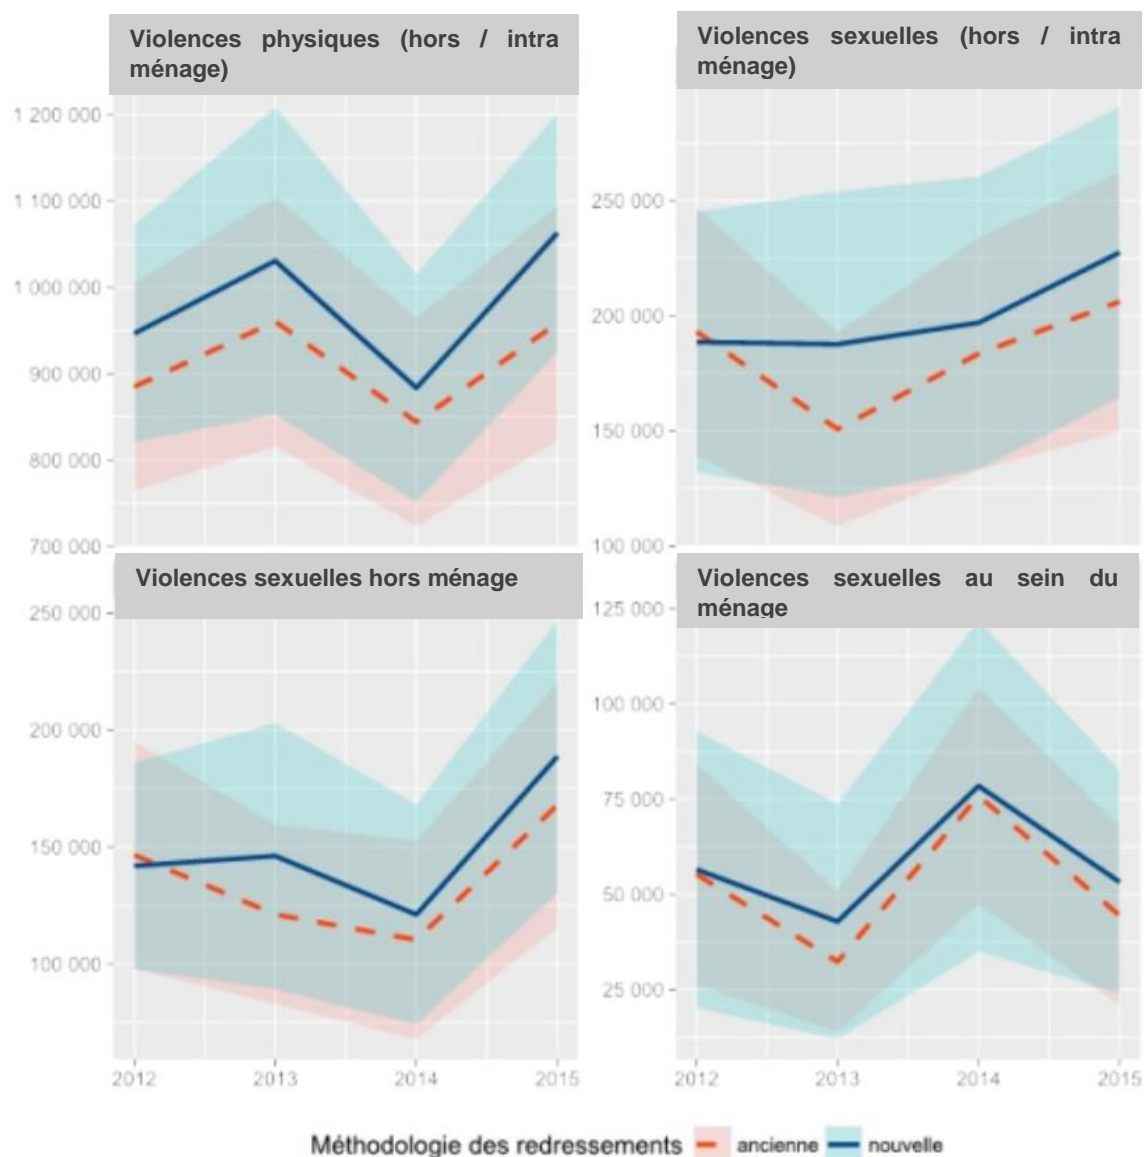 Violences physiques (hors / intra
ménage)
1 200 000
1 100 000
1 000 000
900 000
800 000
700 000
Violences sexuelles (hors / intra
ménage)
250 000
200 000
150 000
100 000
Violences sexuelles hors ménage
250 000
200 000
150 000
100 000
2012
2013
2014
2015
Violences sexuelles au sein du
ménage
125 000
100 000
75 000
50 000
25 000
2012
2013
2014
2015
Méthodologie des redressements ancienne nouvelle